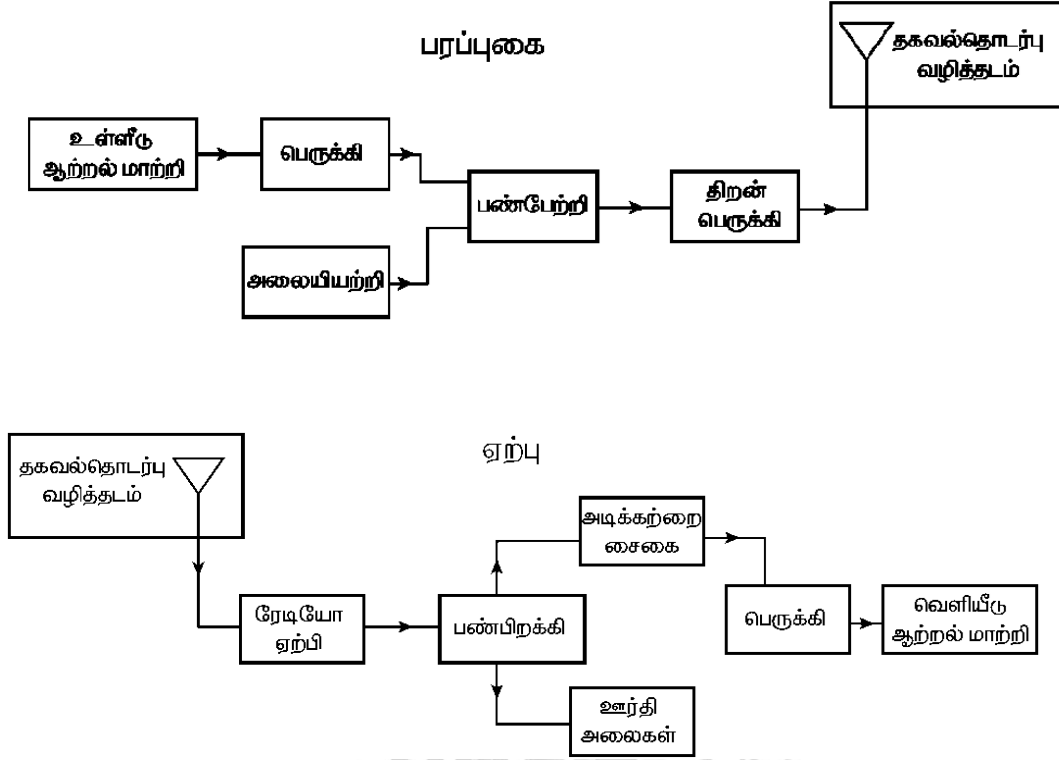 பரப்புகை
தகவல்தொடர்பு
வழித்தடம்
உள்ளீடு
ஆற்றல் மாற்றி
பெருக்கி
பண்பேற்றி
திறன்
பெருக்கி
அலையியற்றி
ஏற்பு
தகவல்தொடர்பு
வழித்தடம்
அடிக்கற்றை
சைகை
ரேடியோ
ஏற்பி
பண்பிறக்கி
பெருக்கி
வெளியீடு
ஆற்றல் மாற்றி
ஊர்தி
அலைகள்